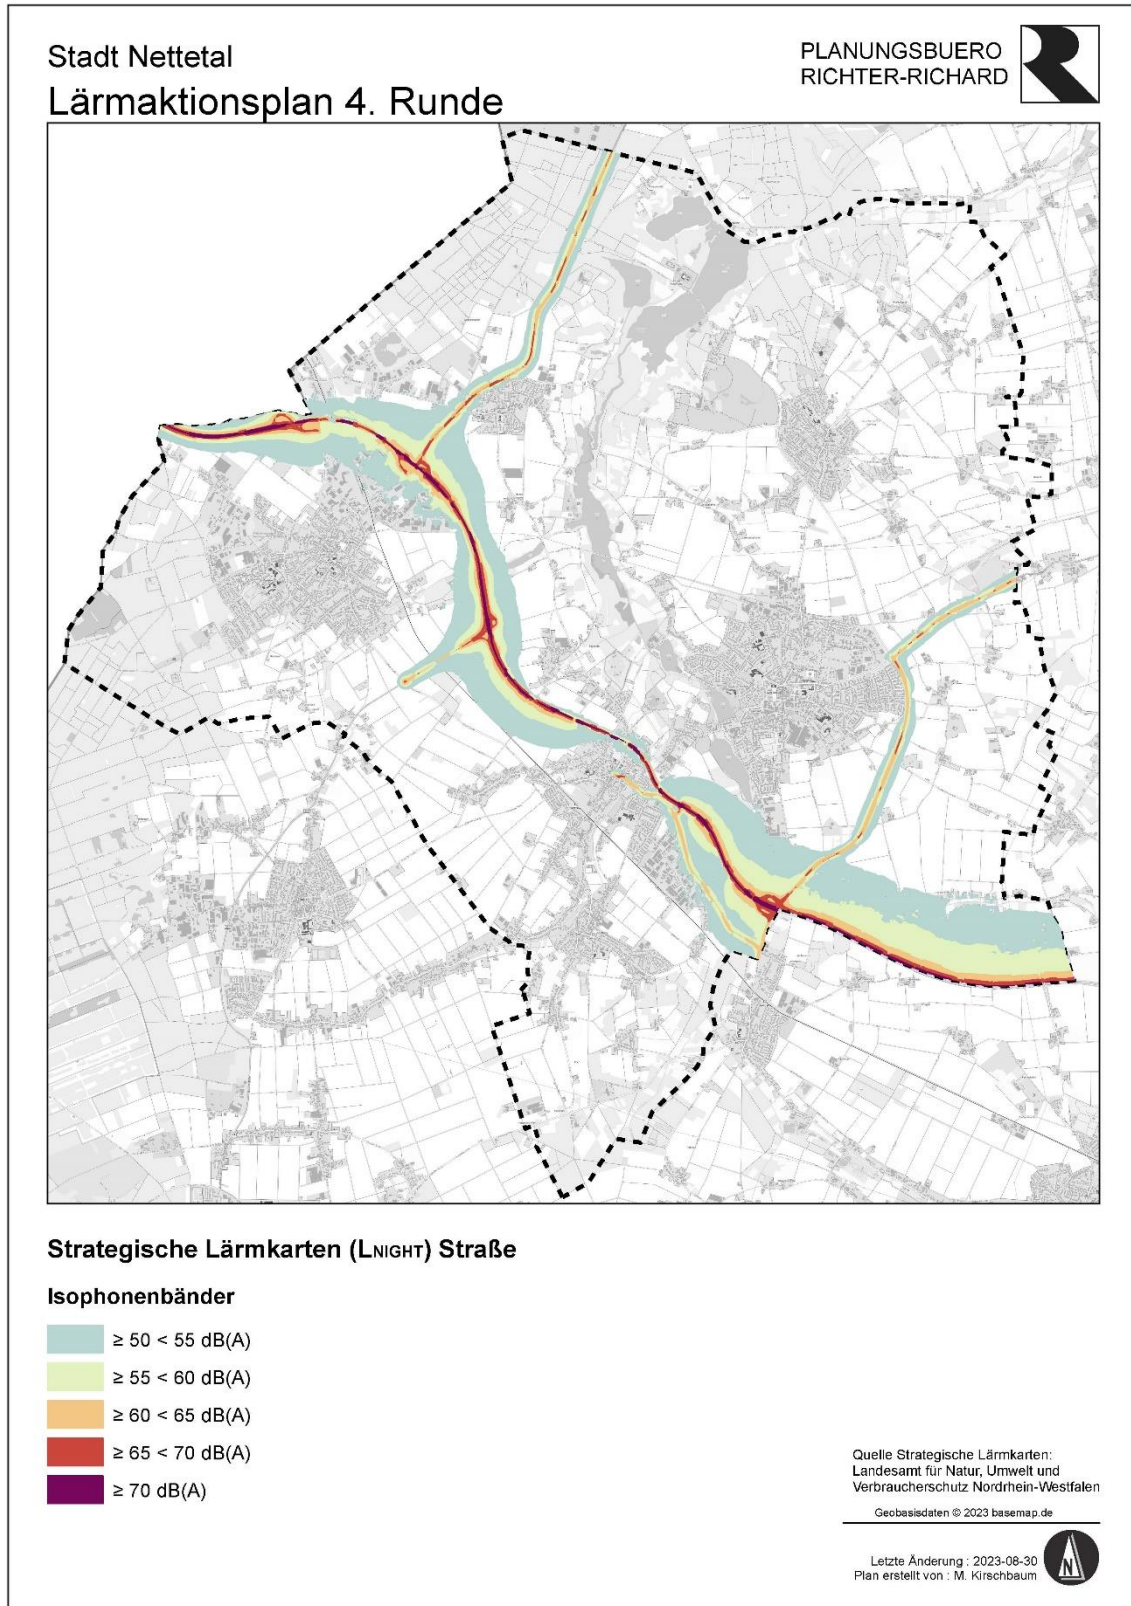 Stadt Nettetal
Lärmaktionsplan 4. Runde
PLANUNGSBUERO
RICHTER-RICHARD
Strategische Lärmkarten (LNIGHT) Straße
Isophonenbänder
≥ 50 < 55 dB(A)
≥ 55 < 60 dB(A)
≥ 60 < 65 dB(A)
≥ 65 < 70 dB(A)
≥ 70 dB(A)
Quelle Strategische Lärmkarten:
Landesamt für Natur, Umwelt und
Verbraucherschutz Nordrhein-Westfalen
Geobasisdaten © 2023 basemap.de
Letzte Änderung : 2023-08-30
Plan erstellt von : M. Kirschbaum
N